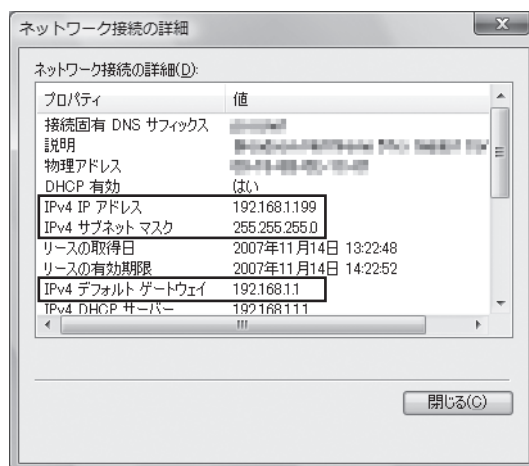 ネットワーク接続の詳細
ネットワーク接続の詳細(D):
プロパティ 値
接続固有 DNS サフィックス
説明
物理アドレス
DHCP 有効 はい
IPv4 IP アドレス 192.168.1.199
IPv4 サブネット マスク 255.255.255.0
リースの取得日 2007年11月14日 13:22:48
リースの有効期限 2007年11月14日 14:22:52
IPv4 デフォルト ゲートウェイ 192.168.1.1
IPv4 DHCP サーバー 192.168.1.1.1
閉じる(C)